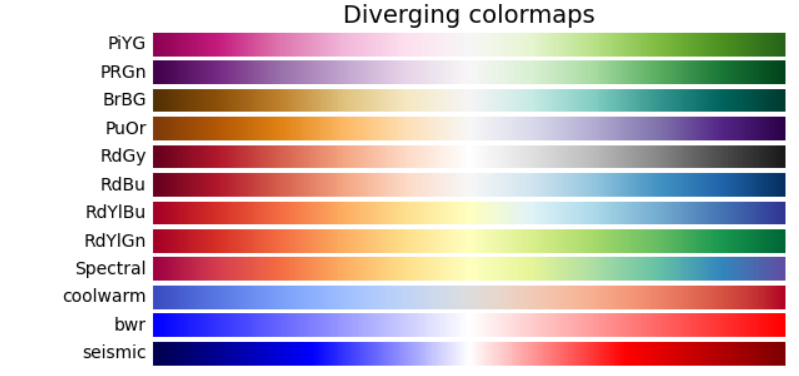 Diverging colormaps
PiYG
PRGn
BrBG
PuOr
RdGy
RdBu
RdYlBu
RdYlGn
Spectral
coolwarm
bwr
seismic